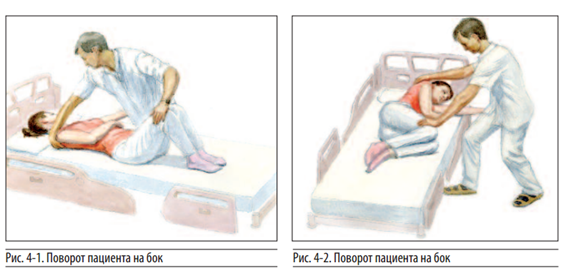 Рис. 4-1. Поворот пациента на бок
Рис. 4-2. Поворот пациента на бок